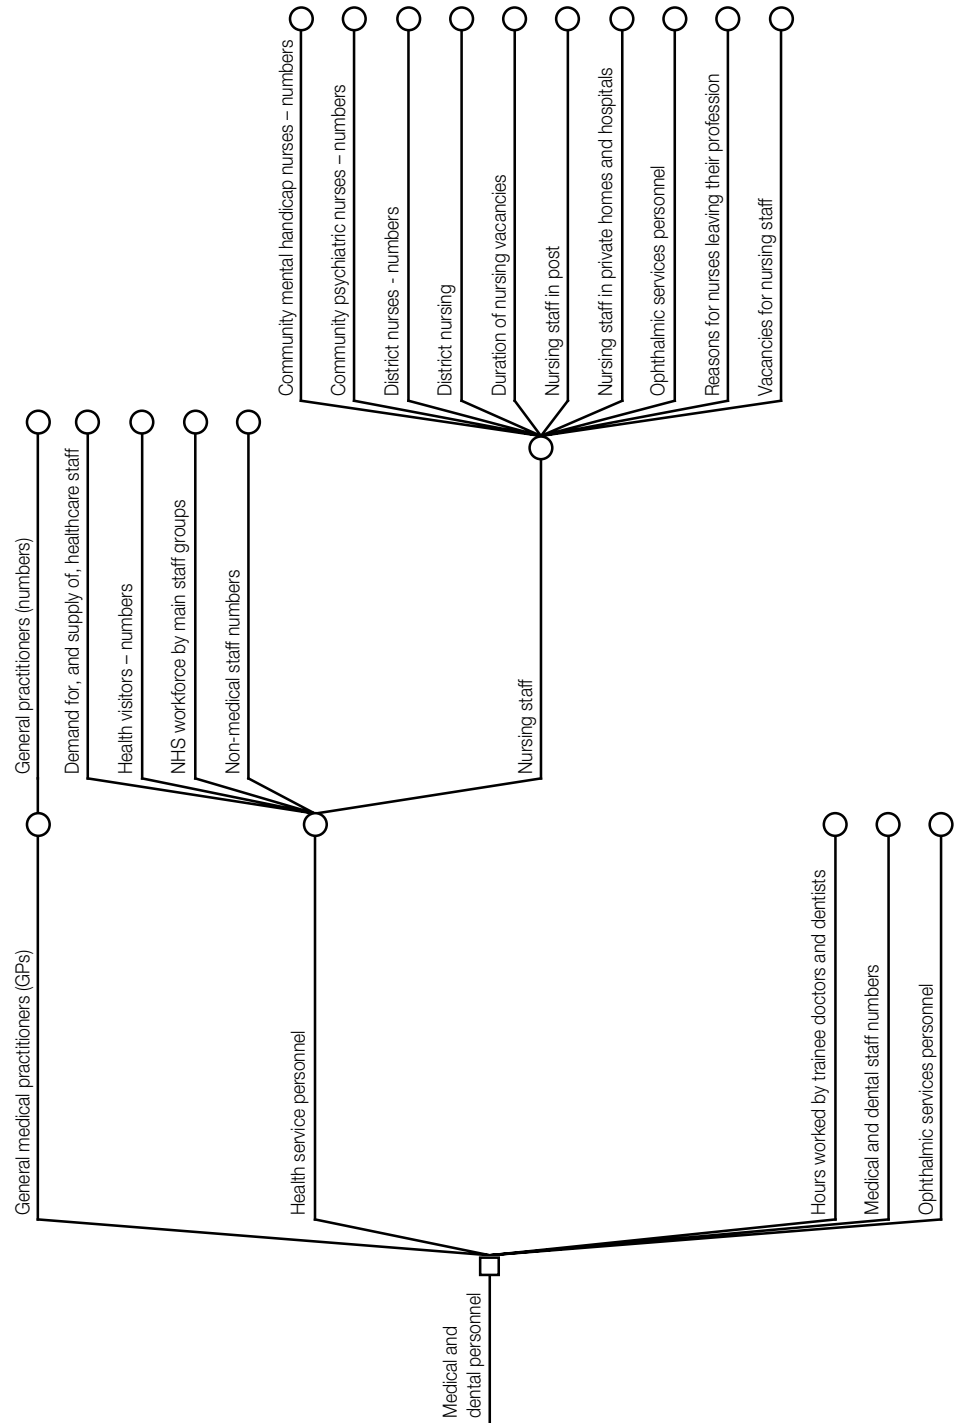 Medical and
dental personnel
General medical practitioners (GPs)
General practitioners (numbers)
Health service personnel
Demand for, and supply of, healthcare staff
Health visitors – numbers
NHS workforce by main staff groups
Non-medical staff numbers
Nursing staff
Community mental handicap nurses – numbers
Community psychiatric nurses – numbers
District nurses - numbers
District nursing
Duration of nursing vacancies
Nursing staff in post
Nursing staff in private homes and hospitals
Ophthalmic services personnel
Reasons for nurses leaving their profession
Vacancies for nursing staff
Hours worked by trainee doctors and dentists
Medical and dental staff numbers
Ophthalmic services personnel